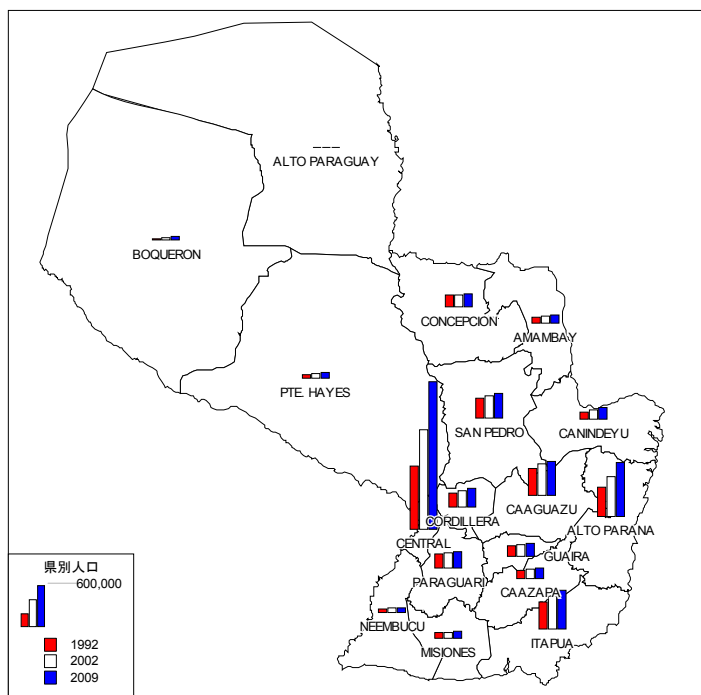 ALTO PARAGUAY
BOQUERON
CONCEPCION
AMAMBAY
PTE. HAYES
SAN PEDRO
CANINDEYU
CAAGUAZU
CORDILLERA
ALTO PARANA
CENTRAL
GUAIRA
PARAGUARI
CAAZAPA
NEEMBUCU
ITAPUA
MISIONES
県別人口
600,000
1992
2002
2009